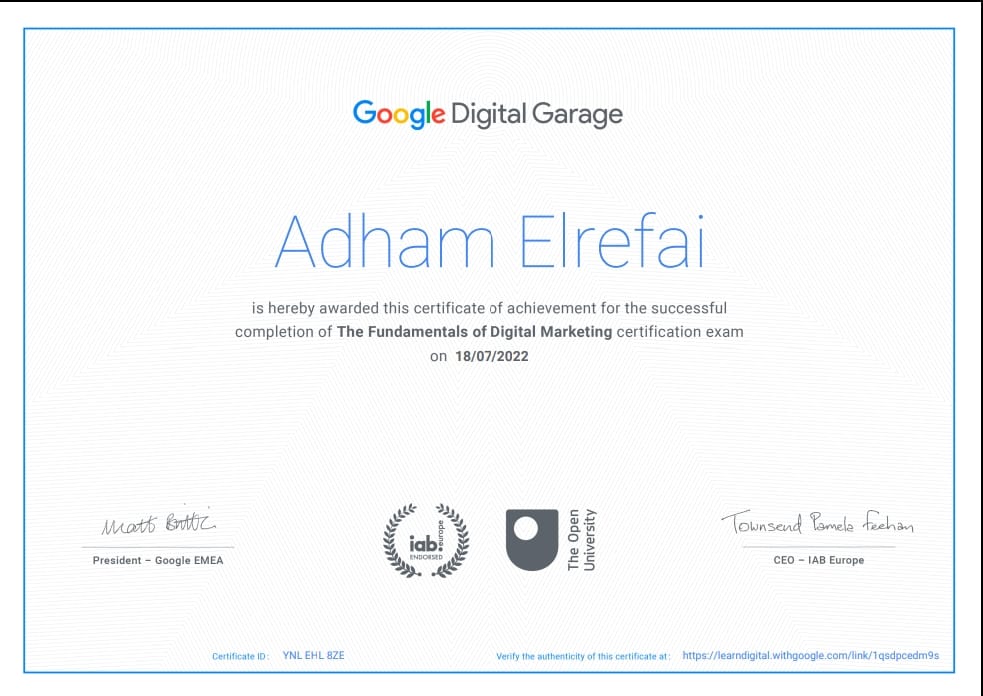 Google Digital Garage
Adham Elrefai
is hereby awarded this certificate of achievement for the successful
completion of The Fundamentals of Digital Marketing certification exam
on 18/07/2022
Matt Brittin
President – Google EMEA
iab europe
ENDORSED
The Open
University
Townsend Pamela Feehan
CEO – IAB Europe
Certificate ID: YNL EHL 8ZE
Verify the authenticity of this certificate at: https://learndigital.withgoogle.com/link/1qsdpcedm9s